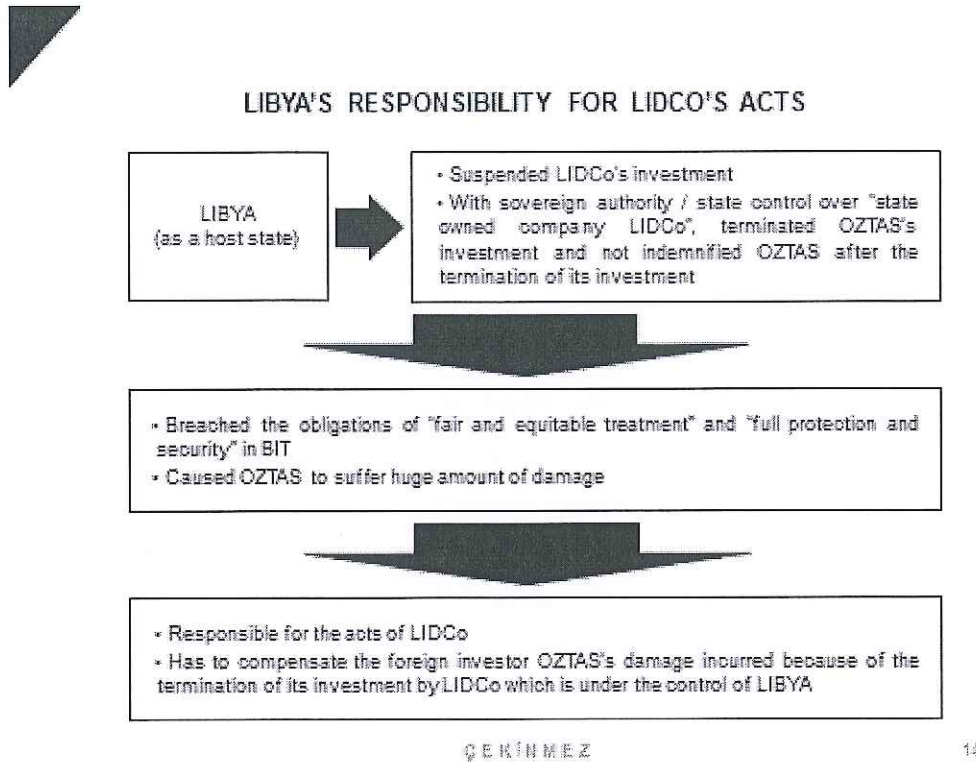 LIBYA'S RESPONSIBILITY FOR LIDCO'S ACTS
LIBYA
(as a host state)
• Suspended LIDCo's investment
• With sovereign authority / state control over "state
owned company LIDCo", terminated OZTAS's
investment and not indemnified OZTAS after the
termination of its investment
• Breached the obligations of "fair and equitable treatment" and "full protection and
security" in BIT
• Caused OZTAS to suffer huge amount of damage
• Responsible for the acts of LIDCo
• Has to compensate the foreign investor OZTAS's damage incurred because of the
termination of its investment by LIDCo which is under the control of LIBYA
ÇEKİNMEZ
14